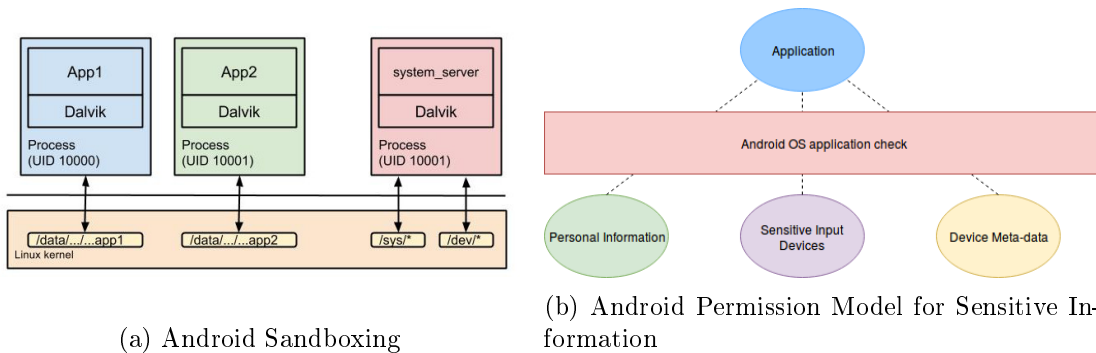 App1
Dalvik
Process
(UID 10000)
App2
Dalvik
Process
(UID 10001)
system_server
Dalvik
Process
(UID 10001)
/data/.../...app1
/data/.../...app2
/sys/*
/dev/*
Linux kernel
(a) Android Sandboxing
Application
Android OS application check
Personal Information
Sensitive Input
Devices
Device Meta-data
(b) Android Permission Model for Sensitive In-
formation